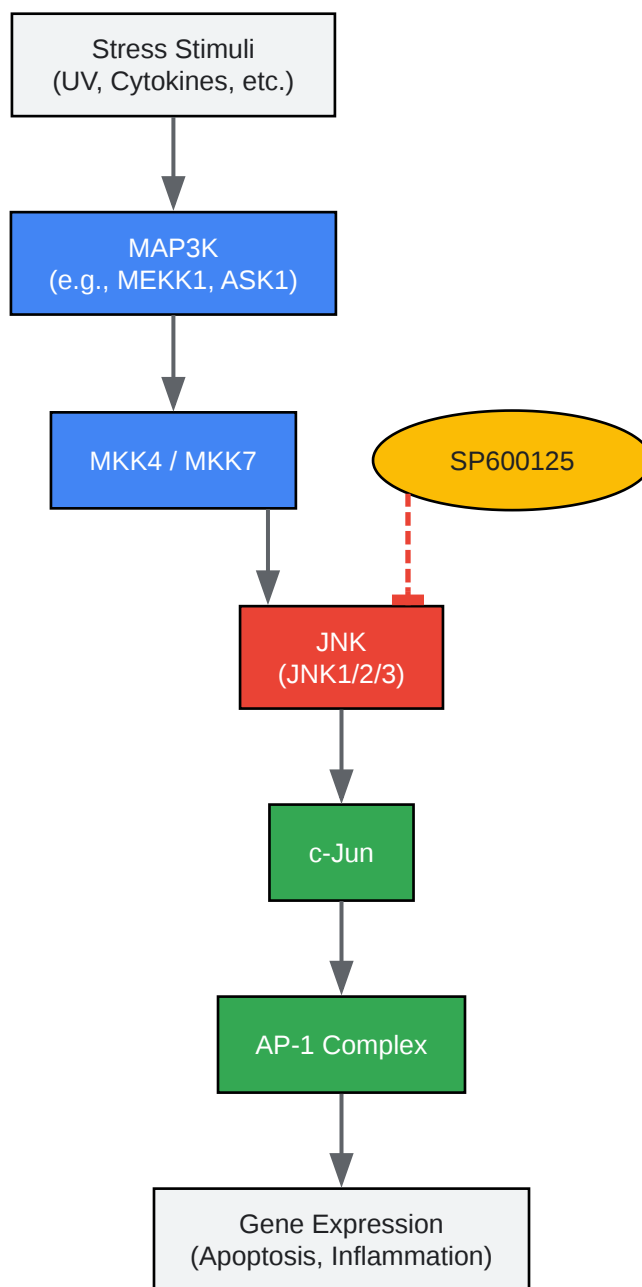 Stress Stimuli
(UV, Cytokines, etc.)
MAP3K
(e.g., MEKK1, ASK1)
MKK4 / MKK7
SP600125
JNK
(JNK1/2/3)
c-Jun
AP-1 Complex
Gene Expression
(Apoptosis, Inflammation)